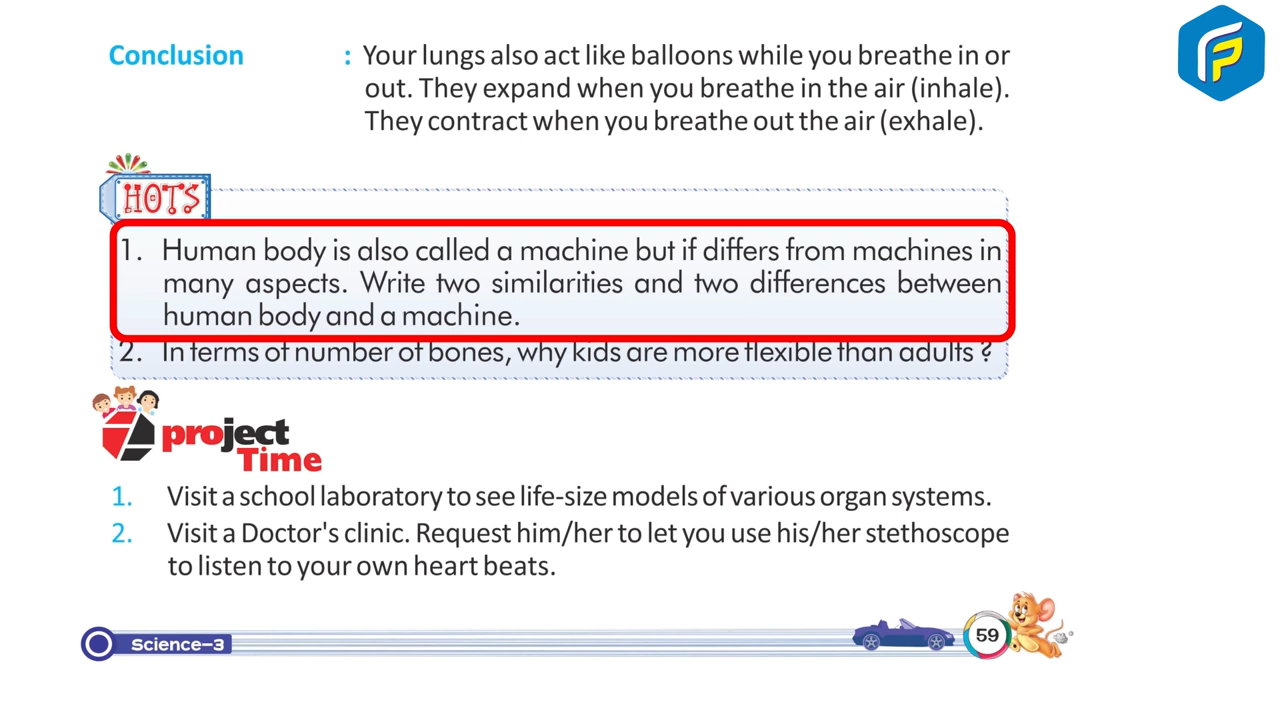 Conclusion : Your lungs also act like balloons while you breathe in or
out. They expand when you breathe in the air (inhale).
They contract when you breathe out the air (exhale).
HOTS
1. Human body is also called a machine but if differs from machines in
many aspects. Write two similarities and two differences between
human body and a machine.
2. In terms of number of bones, why kids are more flexible than adults ?
project
Time
1. Visit a school laboratory to see life-size models of various organ systems.
2. Visit a Doctor's clinic. Request him/her to let you use his/her stethoscope
to listen to your own heart beats.
Science–3
59